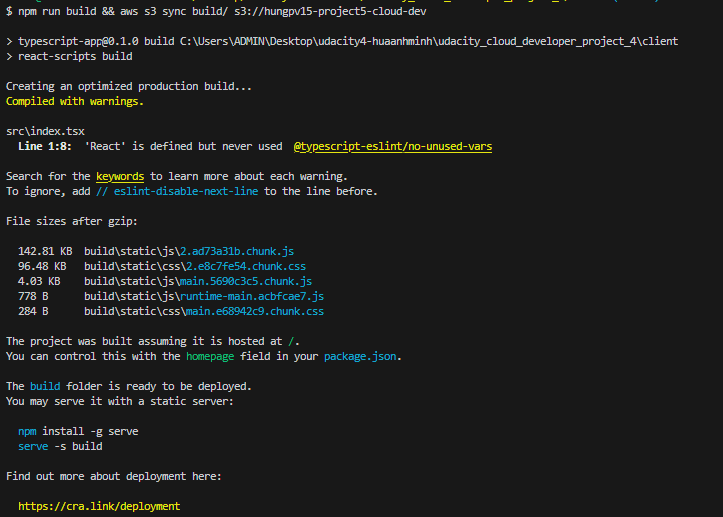 $ npm run build && aws s3 sync build/ s3://hungpv15-project5-cloud-dev
> typescript-app@0.1.0 build C:\Users\ADMIN\Desktop\udacity4-huaanhminh\udacity_cloud_developer_project_4\client
> react-scripts build
Creating an optimized production build...
Compiled with warnings.
src\index.tsx
Line 1:8:  'React' is defined but never used  @typescript-eslint/no-unused-vars
Search for the keywords to learn more about each warning.
To ignore, add // eslint-disable-next-line to the line before.
File sizes after gzip:
142.81 KB  build\static\js\2.ad73a31b.chunk.js
96.48 KB  build\static\css\2.e8c7fe54.chunk.css
4.03 KB  build\static\js\main.5690c3c5.chunk.js
778 B  build\static\js\runtime-main.acbfcae7.js
284 B  build\static\css\main.e68942c9.chunk.css
The project was built assuming it is hosted at /.
You can control this with the homepage field in your package.json.
The build folder is ready to be deployed.
You may serve it with a static server:
npm install -g serve
serve -s build
Find out more about deployment here:
https://cra.link/deployment